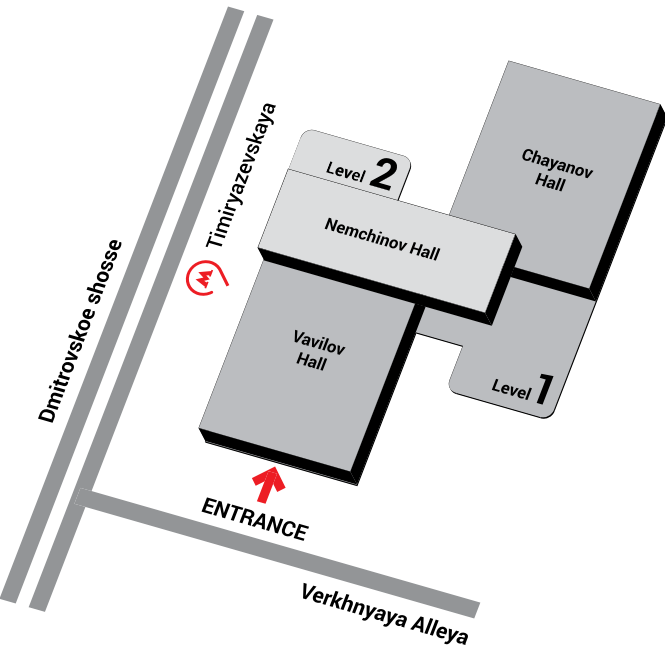 Timiryazevskaya
Dmitrovskoe shosse
Level 2
Chayanov
Hall
Nemchinov Hall
Vavilov
Hall
Level 1
ENTRANCE
Verkhnyaya Alleya